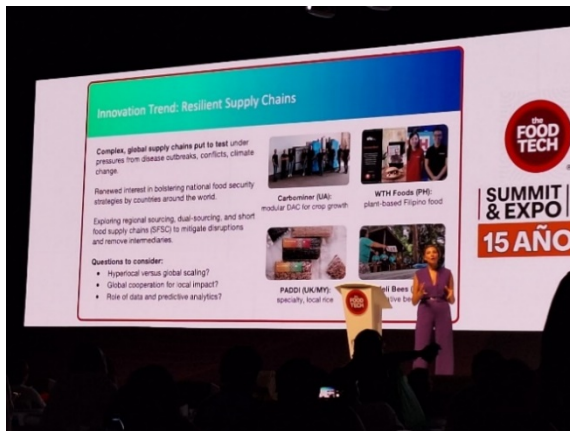 Innovation Trend: Resilient Supply Chains
Complex, global supply chains put to test under
pressures from disease outbreaks, conflicts, climate
change.
Renewed interest in bolstering national food security
strategies by countries around the world.
Exploring regional sourcing, dual-sourcing, and short
food supply chains (SFSC) to mitigate disruptions
and remove intermediaries.
Questions to consider:
• Hyperlocal versus global scaling?
• Global cooperation for local impact?
• Role of data and predictive analytics?
Carbominer (UA):
modular DAC for crop growth
WTH Foods (PH):
plant-based Filipino food
PADDI (UK/MY):
specialty, local rice
Bees
the
FOOD
TECH
SUMMIT
& EXPO
15 AÑO
FOOD
TECH